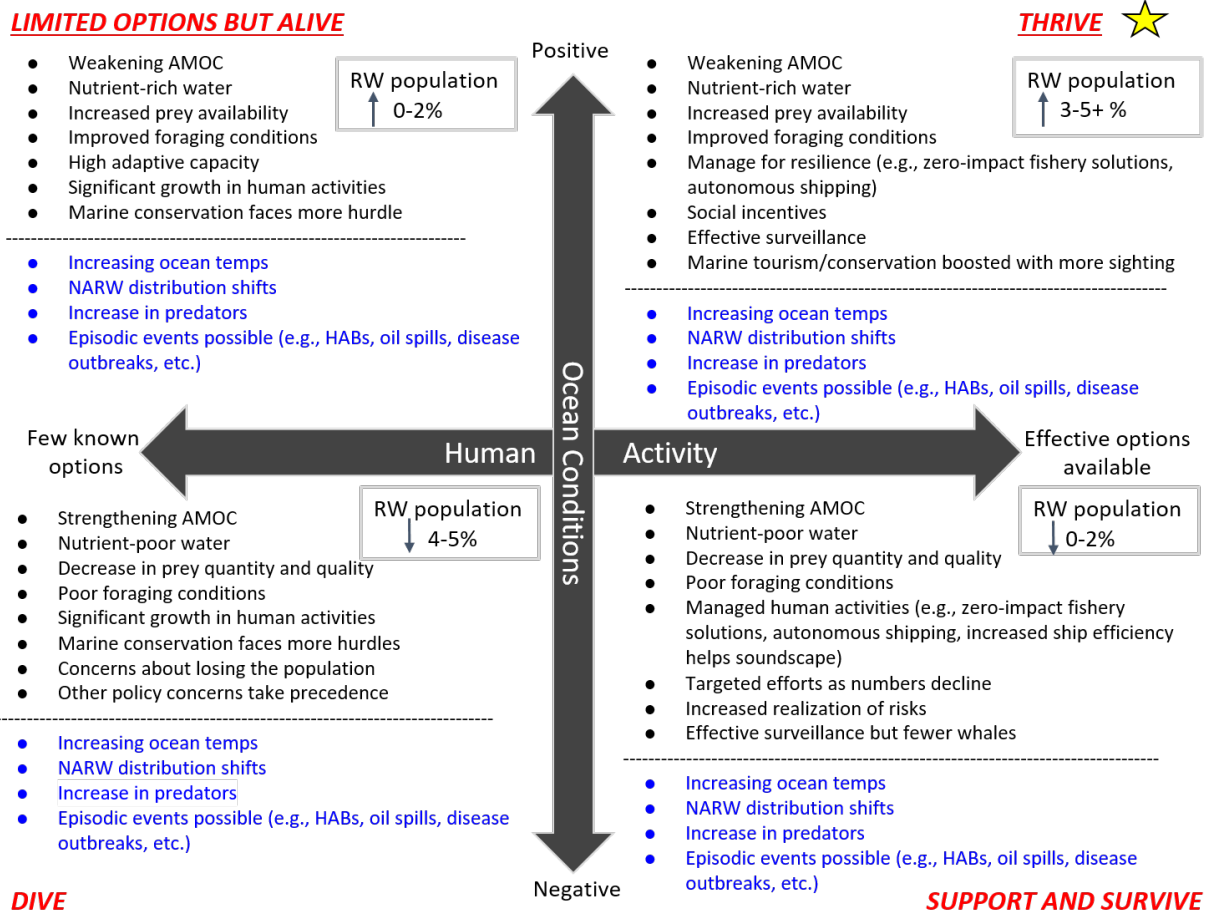 LIMITED OPTIONS BUT ALIVE
● Weakening AMOC
● Nutrient-rich water
● Increased prey availability
● Improved foraging conditions
● High adaptive capacity
● Significant growth in human activities
● Marine conservation faces more hurdle
RW population
↑ 0-2%
--------------------------------------------------------------------
● Increasing ocean temps
● NARW distribution shifts
● Increase in predators
● Episodic events possible (e.g., HABs, oil spills, disease
outbreaks, etc.)
Positive
THRIVE
● Weakening AMOC
● Nutrient-rich water
● Increased prey availability
● Improved foraging conditions
● Manage for resilience (e.g., zero-impact fishery solutions,
autonomous shipping)
● Social incentives
● Effective surveillance
● Marine tourism/conservation boosted with more sighting
RW population
↑ 3-5+ %
--------------------------------------------------------------------
● Increasing ocean temps
● NARW distribution shifts
● Increase in predators
● Episodic events possible (e.g., HABs, oil spills, disease
outbreaks, etc.)
Few known
options
Human Activity
Ocean Conditions
Effective options
available
● Strengthening AMOC
● Nutrient-poor water
● Decrease in prey quantity and quality
● Poor foraging conditions
● Significant growth in human activities
● Marine conservation faces more hurdles
● Concerns about losing the population
● Other policy concerns take precedence
RW population
↓ 4-5%
--------------------------------------------------------------------
● Increasing ocean temps
● NARW distribution shifts
● Increase in predators
● Episodic events possible (e.g., HABs, oil spills, disease
outbreaks, etc.)
DIVE
Negative
● Strengthening AMOC
● Nutrient-poor water
● Decrease in prey quantity and quality
● Poor foraging conditions
● Managed human activities (e.g., zero-impact fishery
solutions, autonomous shipping, increased ship efficiency
helps soundscape)
● Targeted efforts as numbers decline
● Increased realization of risks
● Effective surveillance but fewer whales
RW population
↓ 0-2%
--------------------------------------------------------------------
● Increasing ocean temps
● NARW distribution shifts
● Increase in predators
● Episodic events possible (e.g., HABs, oil spills, disease
outbreaks, etc.)
SUPPORT AND SURVIVE